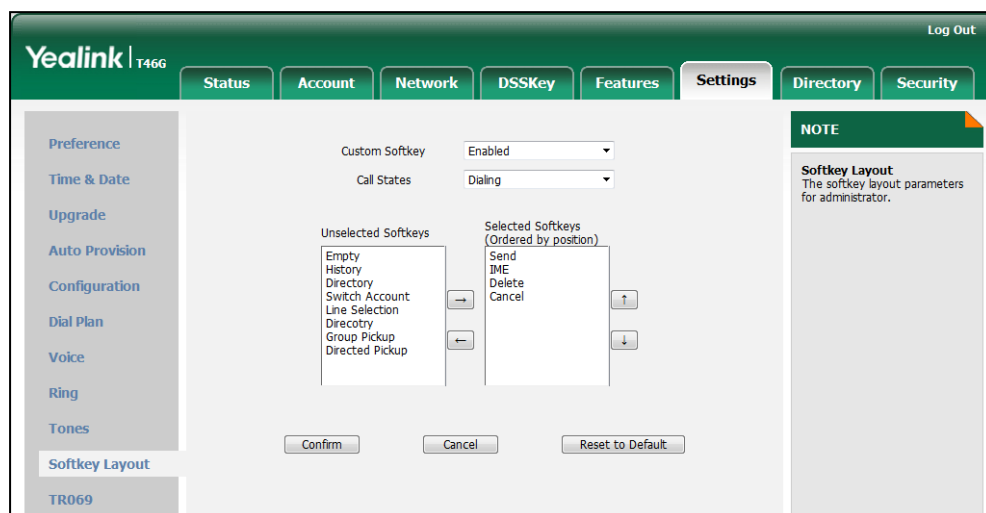 Log Out
Yealink | T46G
Status Account Network DSSKey Features Settings Directory Security
Preference
Time & Date
Upgrade
Auto Provision
Configuration
Dial Plan
Voice
Ring
Tones
Softkey Layout
TR069
Custom Softkey Enabled
Call States Dialing
Unselected Softkeys
Empty
History
Directory
Switch Account
Line Selection
Direcotry
Group Pickup
Directed Pickup
→
←
Selected Softkeys
(Ordered by position)
Send
IME
Delete
Cancel
↑
↓
Confirm Cancel Reset to Default
NOTE
Softkey Layout
The softkey layout parameters
for administrator.